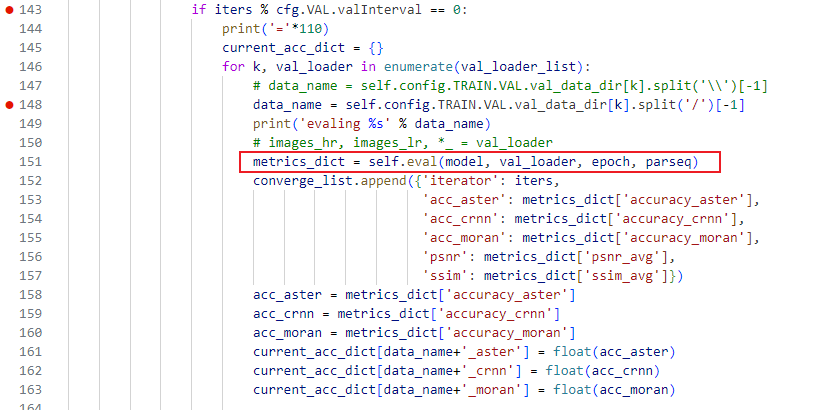 143 if iters % cfg.VAL.valInterval == 0:
144 print('='*110)
145 current_acc_dict = {}
146 for k, val_loader in enumerate(val_loader_list):
147 # data_name = self.config.TRAIN.VAL.val_data_dir[k].split('\\')[-1]
148 data_name = self.config.TRAIN.VAL.val_data_dir[k].split('/')[-1]
149 print('evaling %s' % data_name)
150 # images_hr, images_lr, *_ = val_loader
151 metrics_dict = self.eval(model, val_loader, epoch, parseq)
152 converge_list.append({'iterator': iters,
153 'acc_aster': metrics_dict['accuracy_aster'],
154 'acc_crnn': metrics_dict['accuracy_crnn'],
155 'acc_moran': metrics_dict['accuracy_moran'],
156 'psnr': metrics_dict['psnr_avg'],
157 'ssim': metrics_dict['ssim_avg']})
158 acc_aster = metrics_dict['accuracy_aster']
159 acc_crnn = metrics_dict['accuracy_crnn']
160 acc_moran = metrics_dict['accuracy_moran']
161 current_acc_dict[data_name+'_aster'] = float(acc_aster)
162 current_acc_dict[data_name+'_crnn'] = float(acc_crnn)
163 current_acc_dict[data_name+'_moran'] = float(acc_moran)